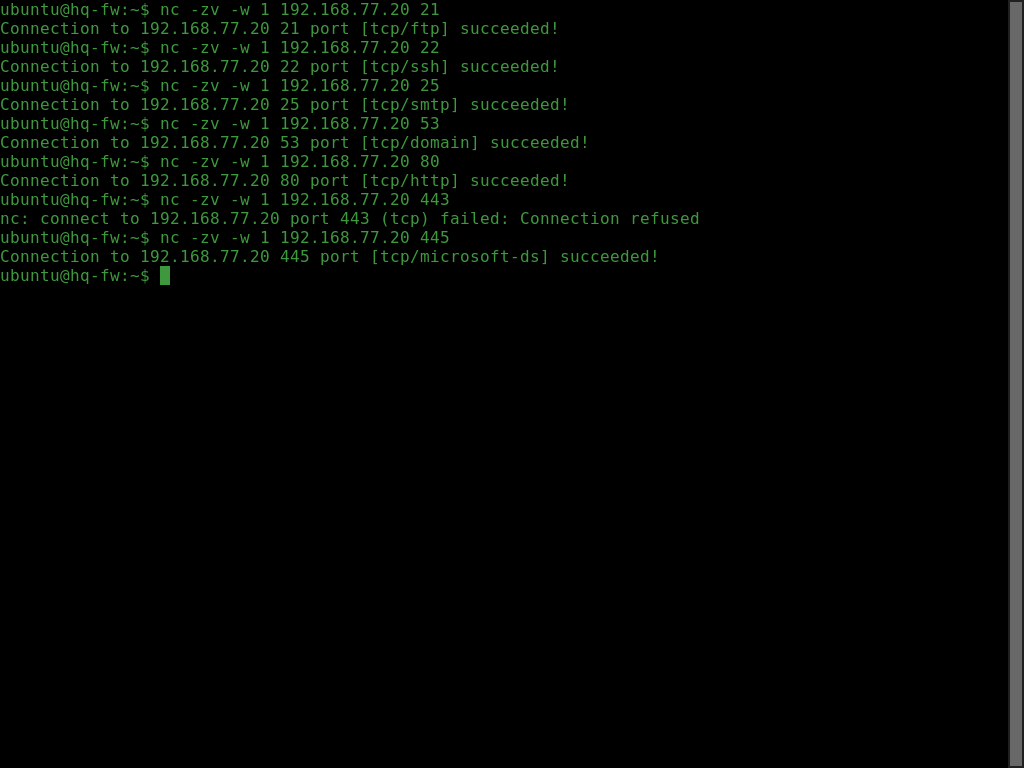 ubuntu@hq-fw:~$ nc -zv -w 1 192.168.77.20 21
Connection to 192.168.77.20 21 port [tcp/ftp] succeeded!
ubuntu@hq-fw:~$ nc -zv -w 1 192.168.77.20 22
Connection to 192.168.77.20 22 port [tcp/ssh] succeeded!
ubuntu@hq-fw:~$ nc -zv -w 1 192.168.77.20 25
Connection to 192.168.77.20 25 port [tcp/smtp] succeeded!
ubuntu@hq-fw:~$ nc -zv -w 1 192.168.77.20 53
Connection to 192.168.77.20 53 port [tcp/domain] succeeded!
ubuntu@hq-fw:~$ nc -zv -w 1 192.168.77.20 80
Connection to 192.168.77.20 80 port [tcp/http] succeeded!
ubuntu@hq-fw:~$ nc -zv -w 1 192.168.77.20 443
nc: connect to 192.168.77.20 port 443 (tcp) failed: Connection refused
ubuntu@hq-fw:~$ nc -zv -w 1 192.168.77.20 445
Connection to 192.168.77.20 445 port [tcp/microsoft-ds] succeeded!
ubuntu@hq-fw:~$